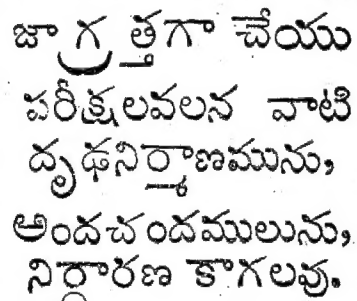 జాగ్రత్తగా చేయు
పరీక్షలవలన వాటి
దృఢనిర్మాణమును,
అందచందములును,
నిర్ధారణ కాగలవు.